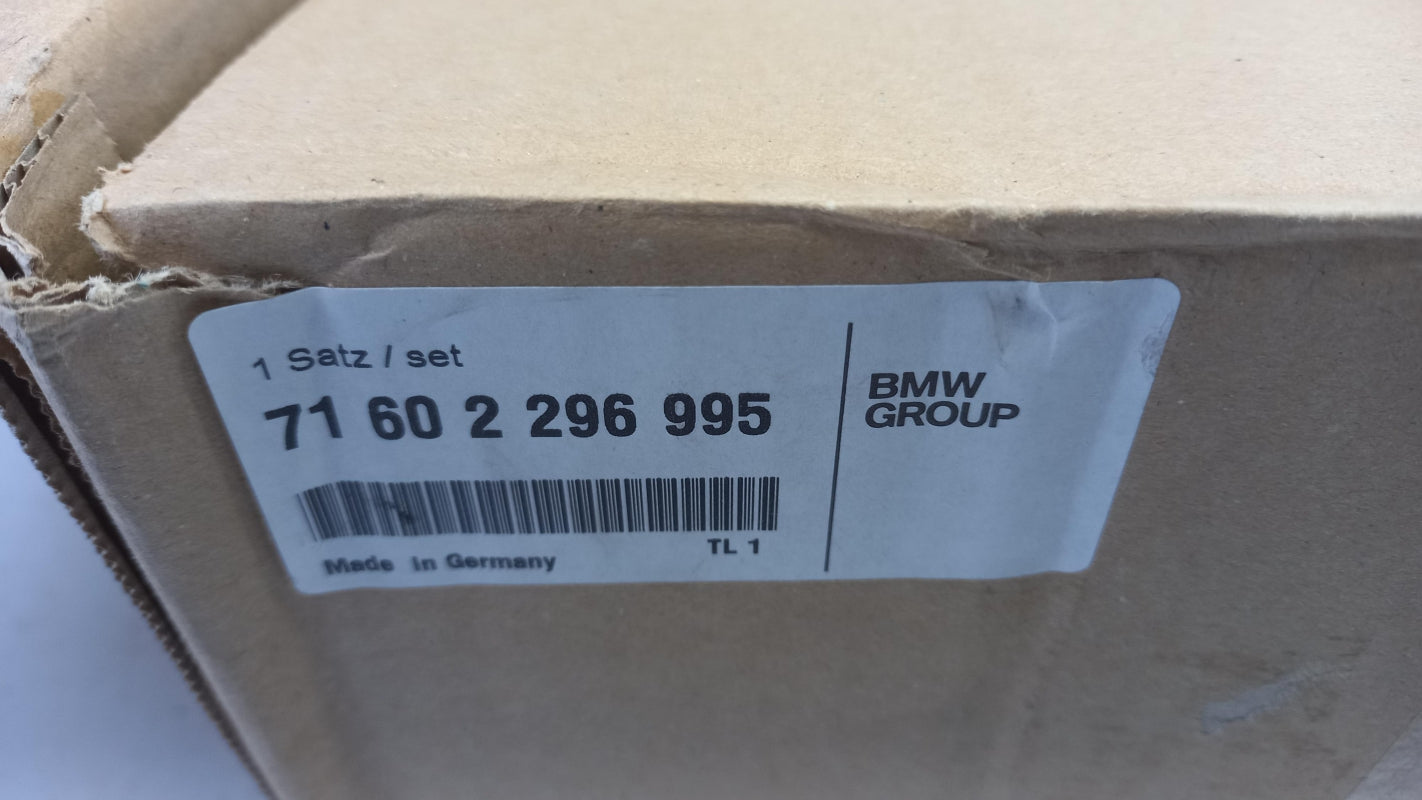 1 Satz / set
71 60 2 296 995
TL 1
Made in Germany
BMW
GROUP